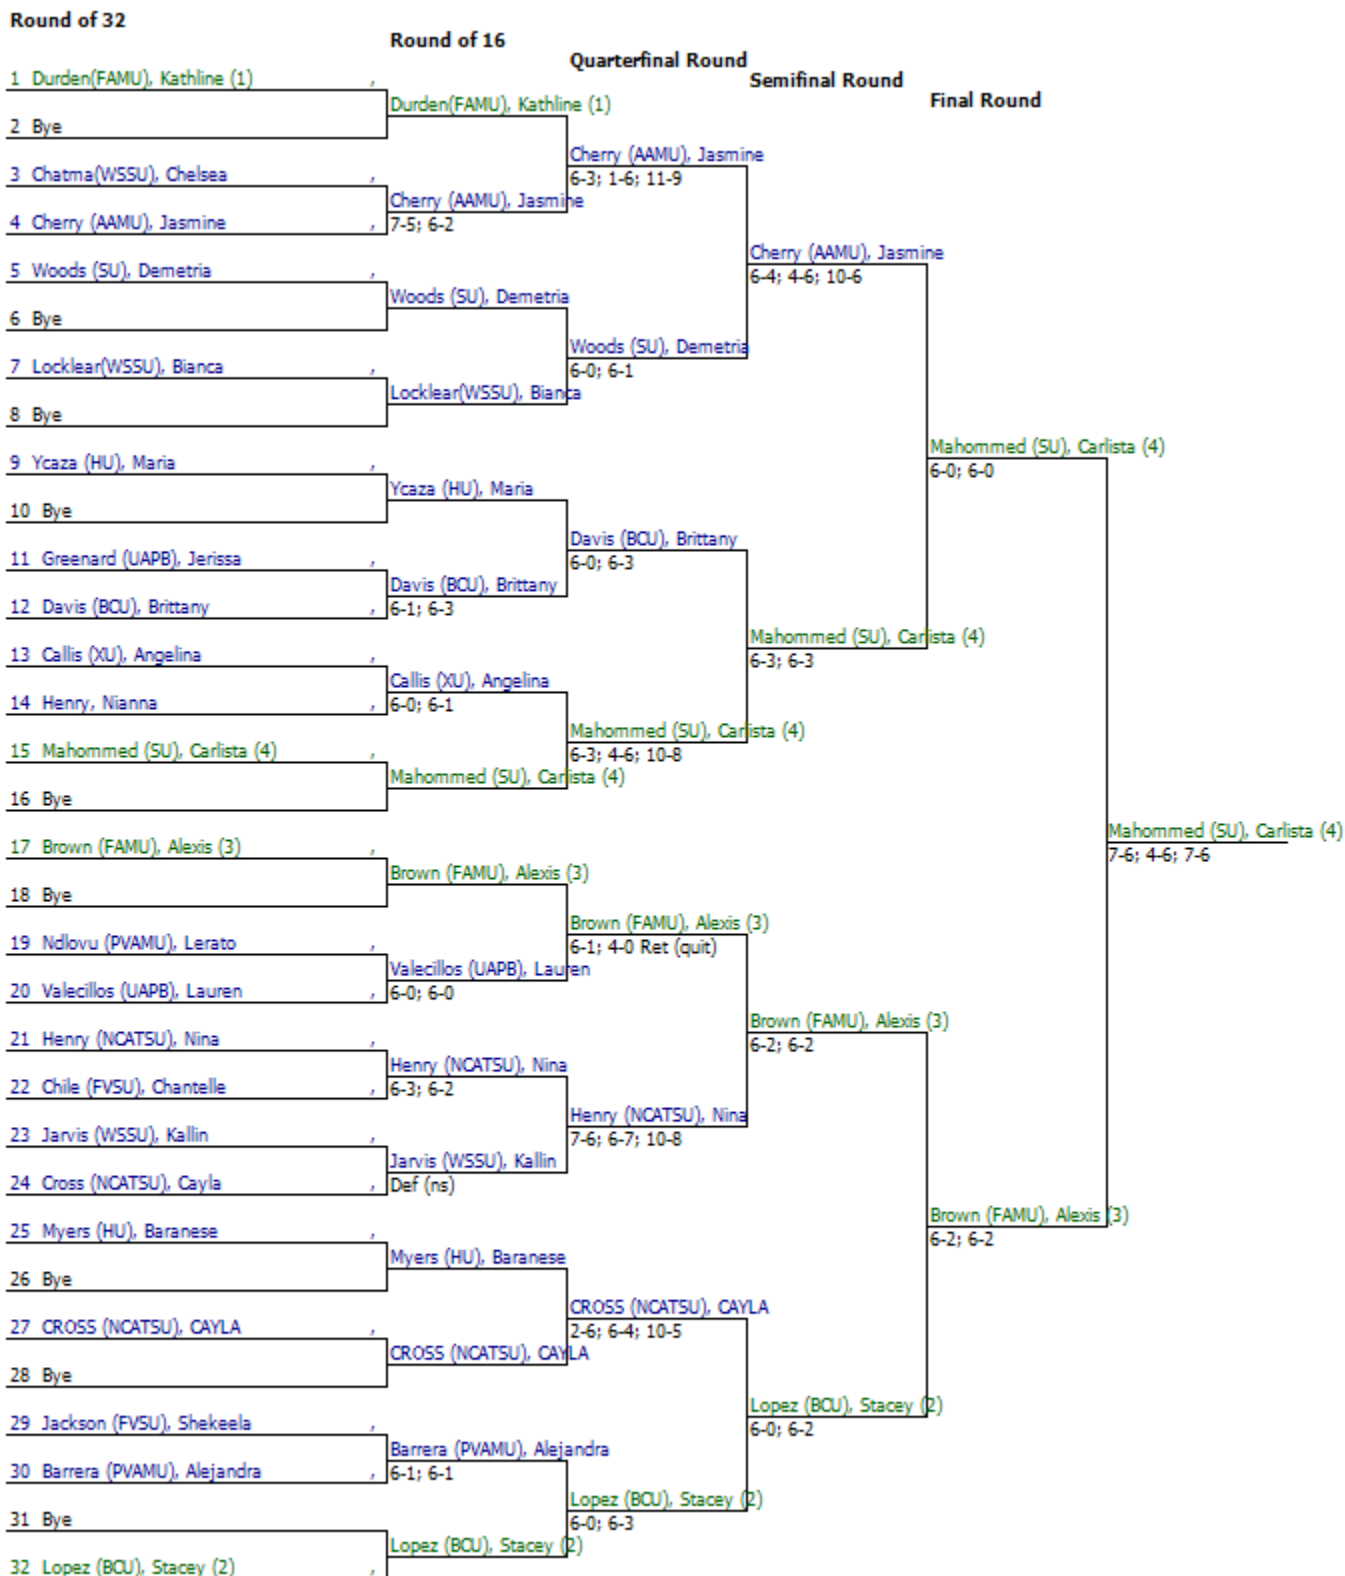 Round of 32
Round of 16
Quarterfinal Round
Semifinal Round
Final Round
1 Durden(FAMU), Kathline (1) ,
Durden(FAMU), Kathline (1)
2 Bye
Cherry (AAMU), Jasmine
3 Chatma(WSSU), Chelsea ,
6-3; 1-6; 11-9
Cherry (AAMU), Jasmine
4 Cherry (AAMU), Jasmine ,
7-5; 6-2
Cherry (AAMU), Jasmine
5 Woods (SU), Demetria ,
6-4; 4-6; 10-6
Woods (SU), Demetria
6 Bye
Woods (SU), Demetria
7 Locklear(WSSU), Bianca ,
6-0; 6-1
Locklear(WSSU), Bianca
8 Bye
Mahommed (SU), Carlista (4)
9 Ycaza (HU), Maria ,
6-0; 6-0
Ycaza (HU), Maria
10 Bye
Davis (BCU), Brittany
11 Greenard (UAPB), Jerissa ,
6-0; 6-3
Davis (BCU), Brittany
12 Davis (BCU), Brittany ,
6-1; 6-3
Mahommed (SU), Carlista (4)
13 Callis (XU), Angelina ,
6-3; 6-3
Callis (XU), Angelina
14 Henry, Nianna ,
6-0; 6-1
Mahommed (SU), Carlista (4)
15 Mahommed (SU), Carlista (4) ,
6-3; 4-6; 10-8
Mahommed (SU), Carlista (4)
16 Bye
Mahommed (SU), Carlista (4)
17 Brown (FAMU), Alexis (3) ,
7-6; 4-6; 7-6
Brown (FAMU), Alexis (3)
18 Bye
Brown (FAMU), Alexis (3)
19 Ndlovu (PVAMU), Lerato ,
6-1; 4-0 Ret (quit)
Valecillos (UAPB), Lauren
20 Valecillos (UAPB), Lauren ,
6-0; 6-0
Brown (FAMU), Alexis (3)
21 Henry (NCATSU), Nina ,
6-2; 6-2
Henry (NCATSU), Nina
22 Chile (FVSU), Chantelle ,
6-3; 6-2
Henry (NCATSU), Nina
23 Jarvis (WSSU), Kallin ,
7-6; 6-7; 10-8
Jarvis (WSSU), Kallin
24 Cross (NCATSU), Cayla ,
Def (ns)
Brown (FAMU), Alexis (3)
25 Myers (HU), Baranese ,
6-2; 6-2
Myers (HU), Baranese
26 Bye
CROSS (NCATSU), CAYLA
27 CROSS (NCATSU), CAYLA ,
2-6; 6-4; 10-5
CROSS (NCATSU), CAYLA
28 Bye
Lopez (BCU), Stacey (2)
29 Jackson (FVSU), Shekeela ,
6-0; 6-2
Barrera (PVAMU), Alejandra
30 Barrera (PVAMU), Alejandra ,
6-1; 6-1
Lopez (BCU), Stacey (2)
31 Bye
6-0; 6-3
Lopez (BCU), Stacey (2)
32 Lopez (BCU), Stacey (2) ,